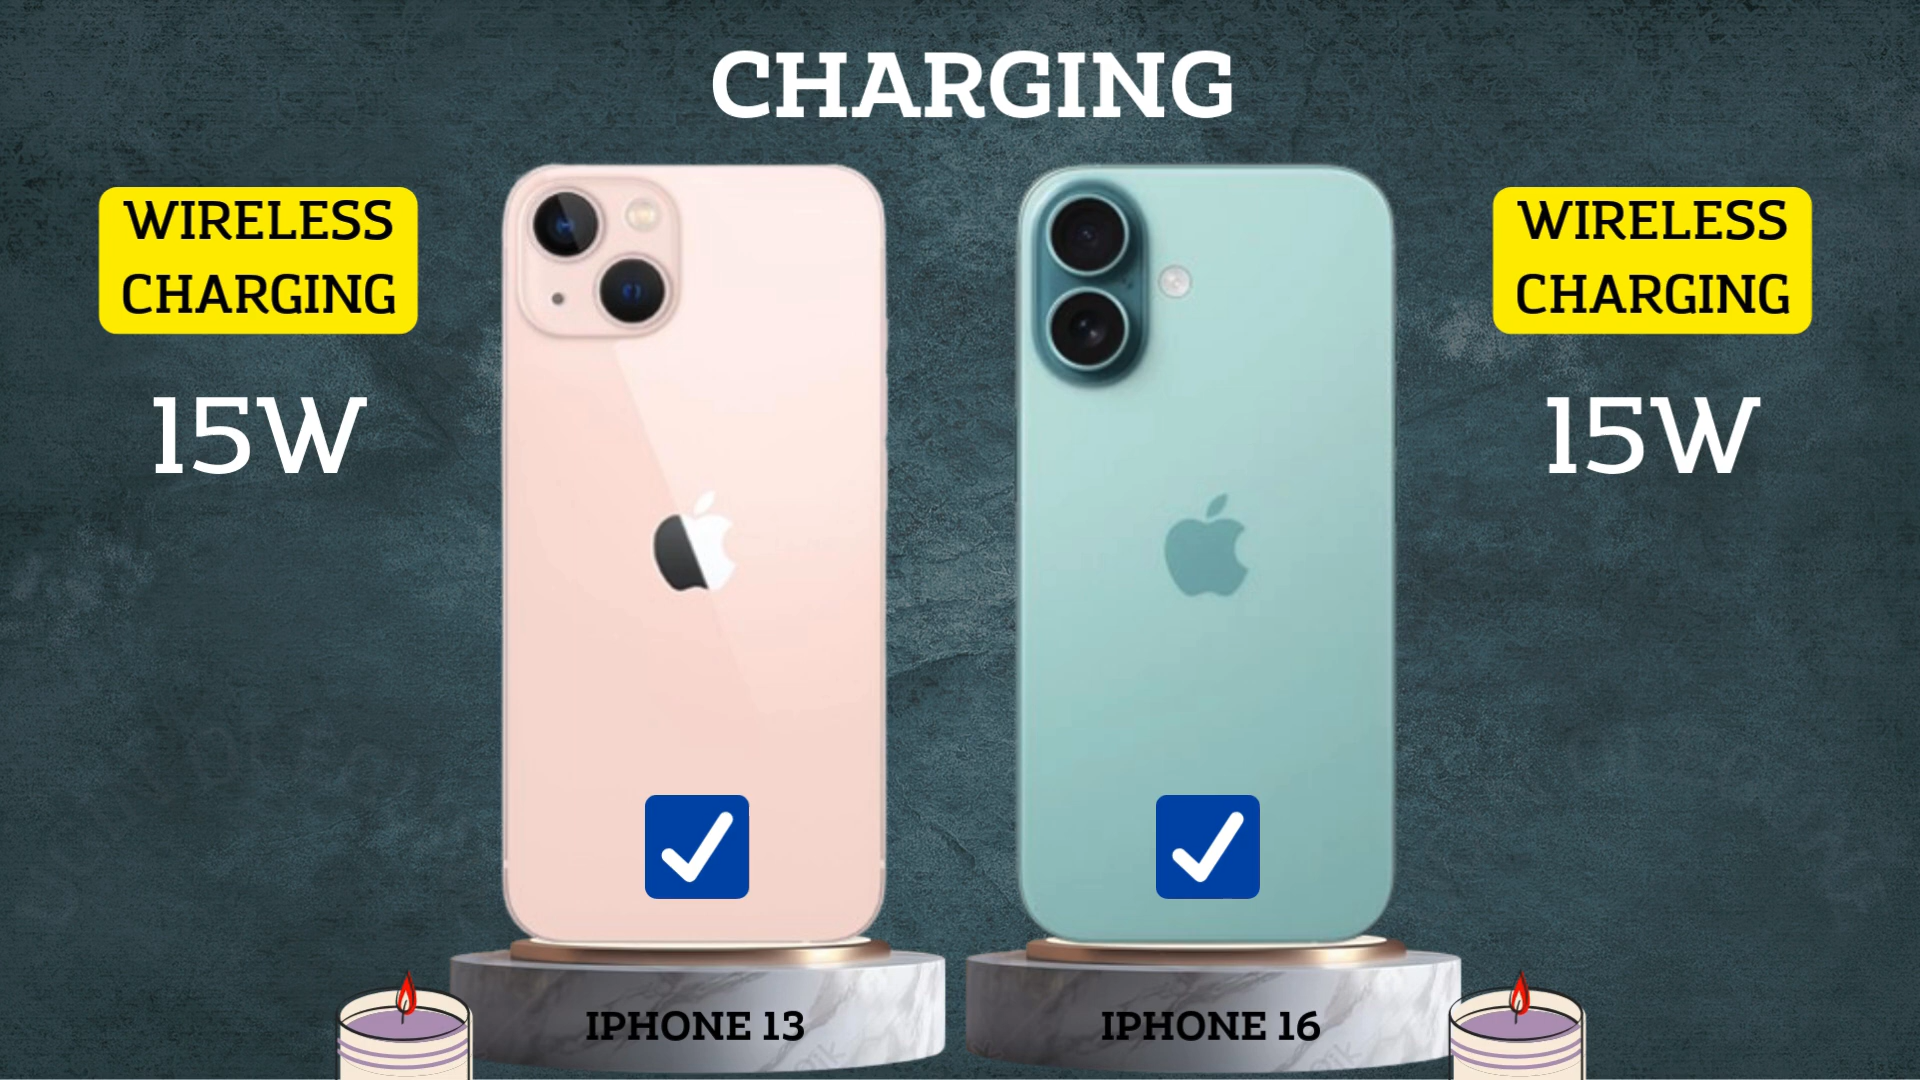 CHARGING
WIRELESS
CHARGING
15W
WIRELESS
CHARGING
15W
IPHONE 13
IPHONE 16